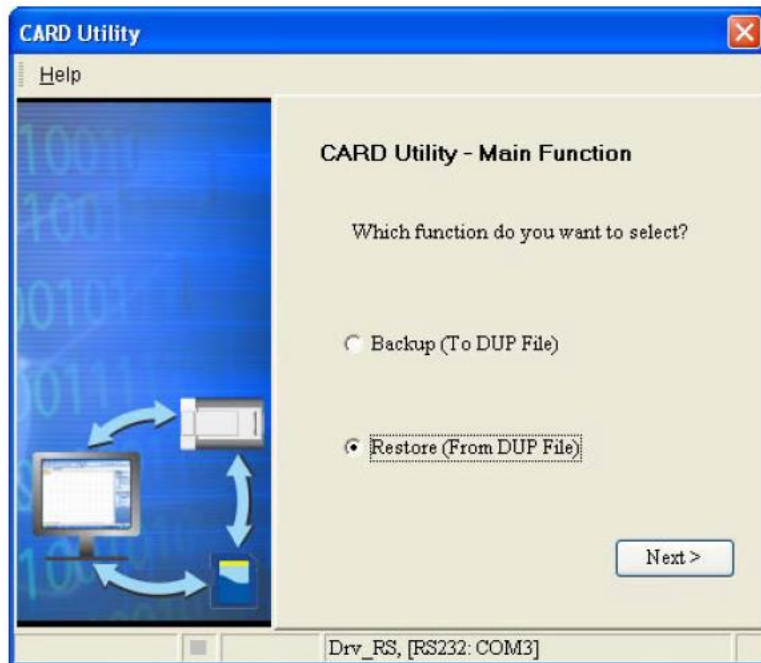 CARD Utility
Help
CARD Utility - Main Function
Which function do you want to select?
Backup (To DUP File)
Restore (From DUP File)
Next >
Drv_RS, [RS232: COM3]